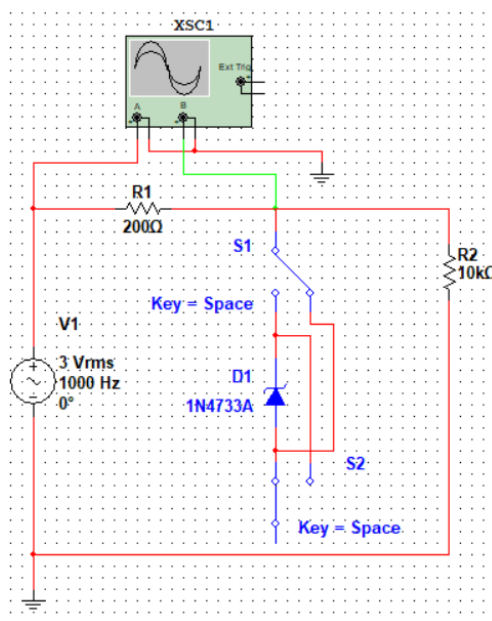 XSC1
Ext Trig
+
A
B
+
+
R1
200Ω
S1
R2
10kΩ
Key = Space
V1
3 Vrms
1000 Hz
0°
D1
1N4733A
S2
Key = Space